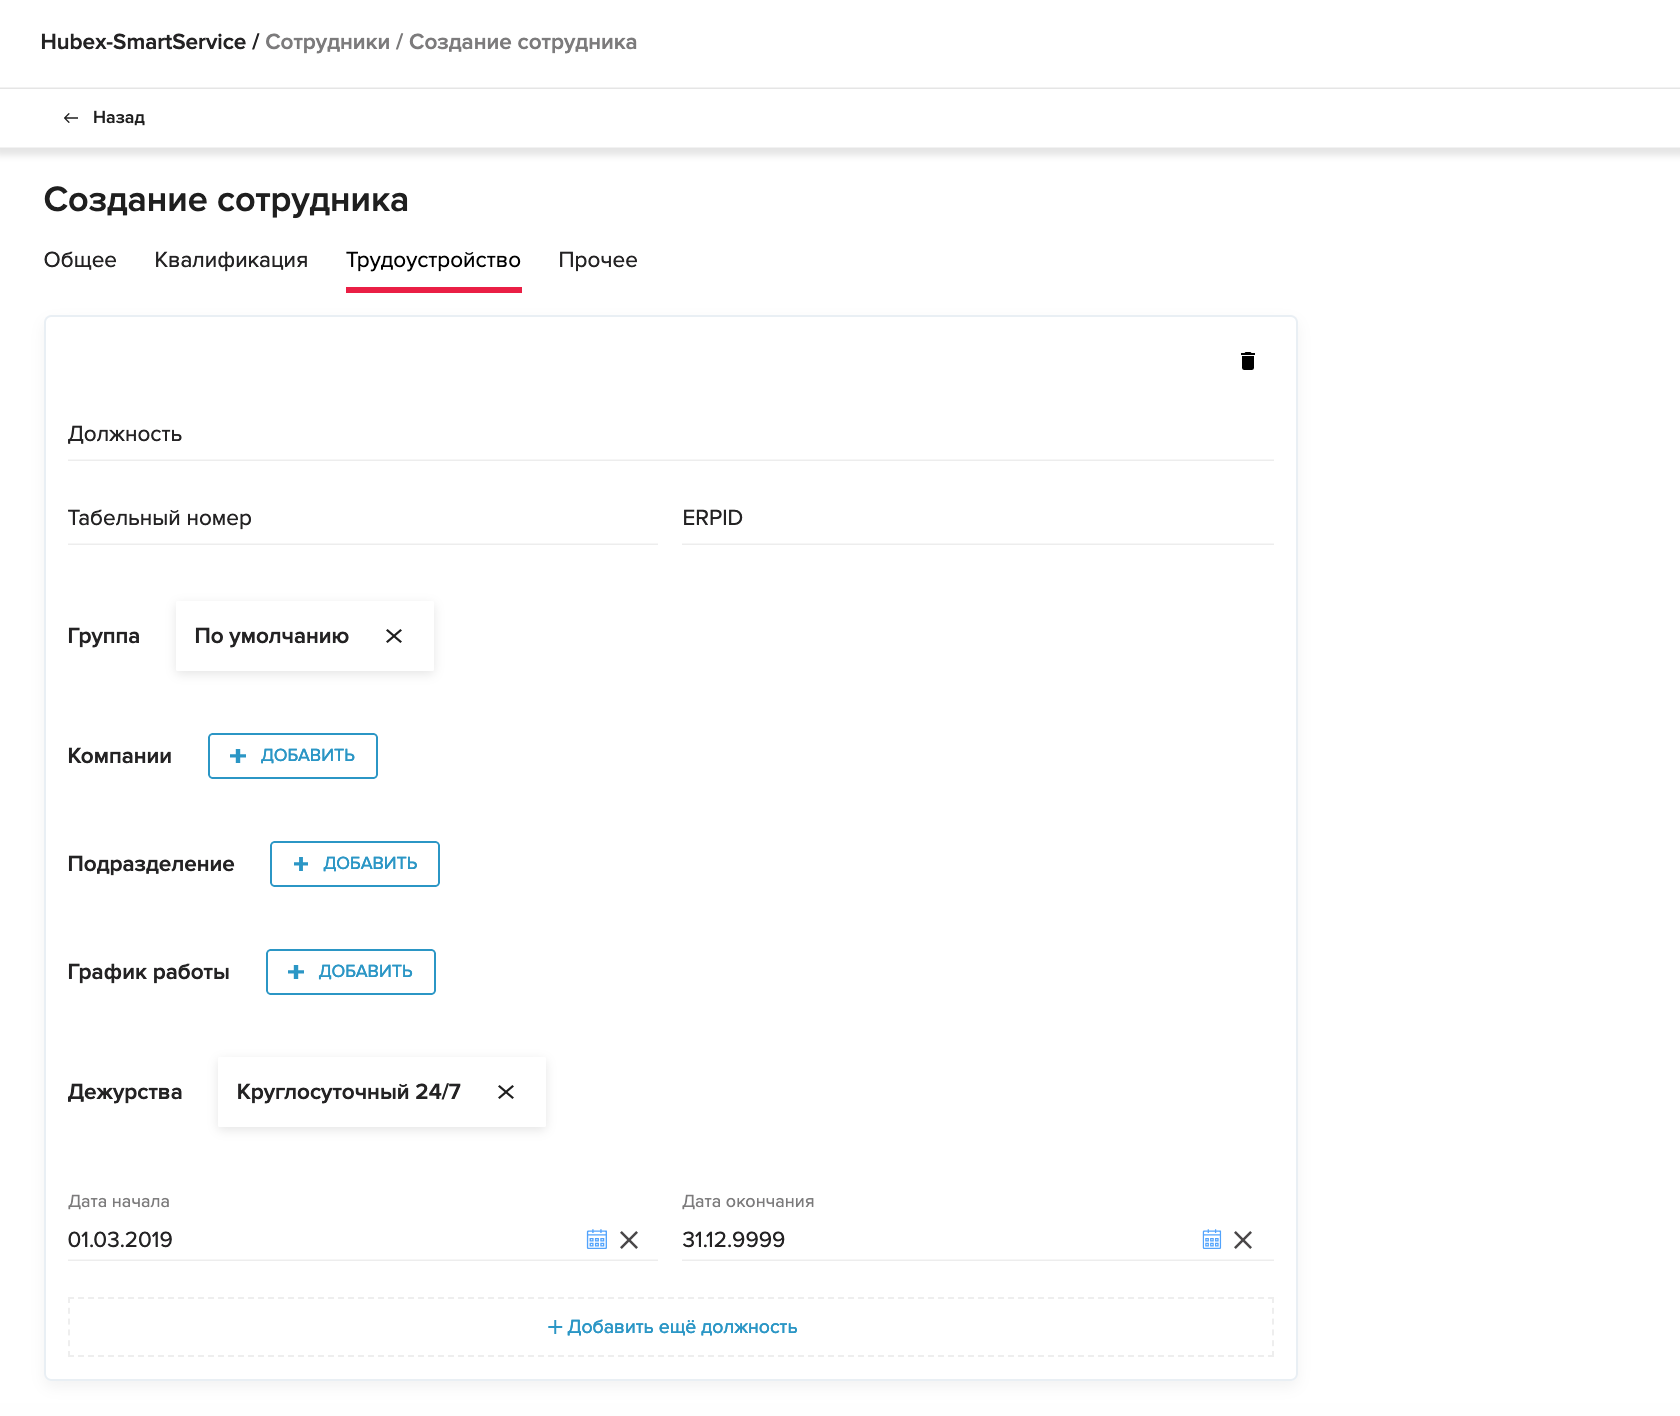 Hubex-SmartService / Сотрудники / Создание сотрудника
Назад
Создание сотрудника
Общее Квалификация Трудоустройство Прочее
Должность
Табельный номер ERPID
Группа По умолчанию
Компании + ДОБАВИТЬ
Подразделение + ДОБАВИТЬ
График работы + ДОБАВИТЬ
Дежурства Круглосуточный 24/7
Дата начала Дата окончания
01.03.2019 31.12.9999
+ Добавить ещё должность